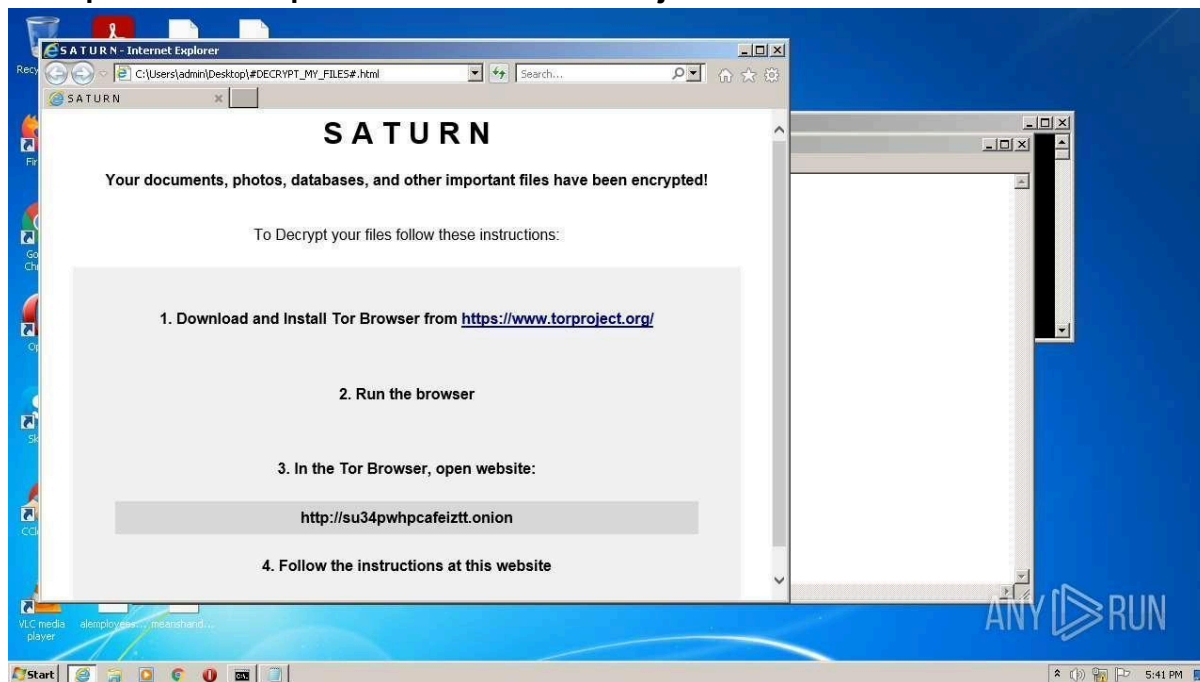 S A T U R N - Internet Explorer
C:\Users\admin\Desktop\#DECRYPT_MY_FILES#.html
Search...
S A T U R N
S A T U R N
Your documents, photos, databases, and other important files have been encrypted!
To Decrypt your files follow these instructions:
1. Download and Install Tor Browser from https://www.torproject.org/
2. Run the browser
3. In the Tor Browser, open website:
http://su34pwhpcafeiztt.onion
4. Follow the instructions at this website
VLC media
player
ANY RUN
Start
5:41 PM